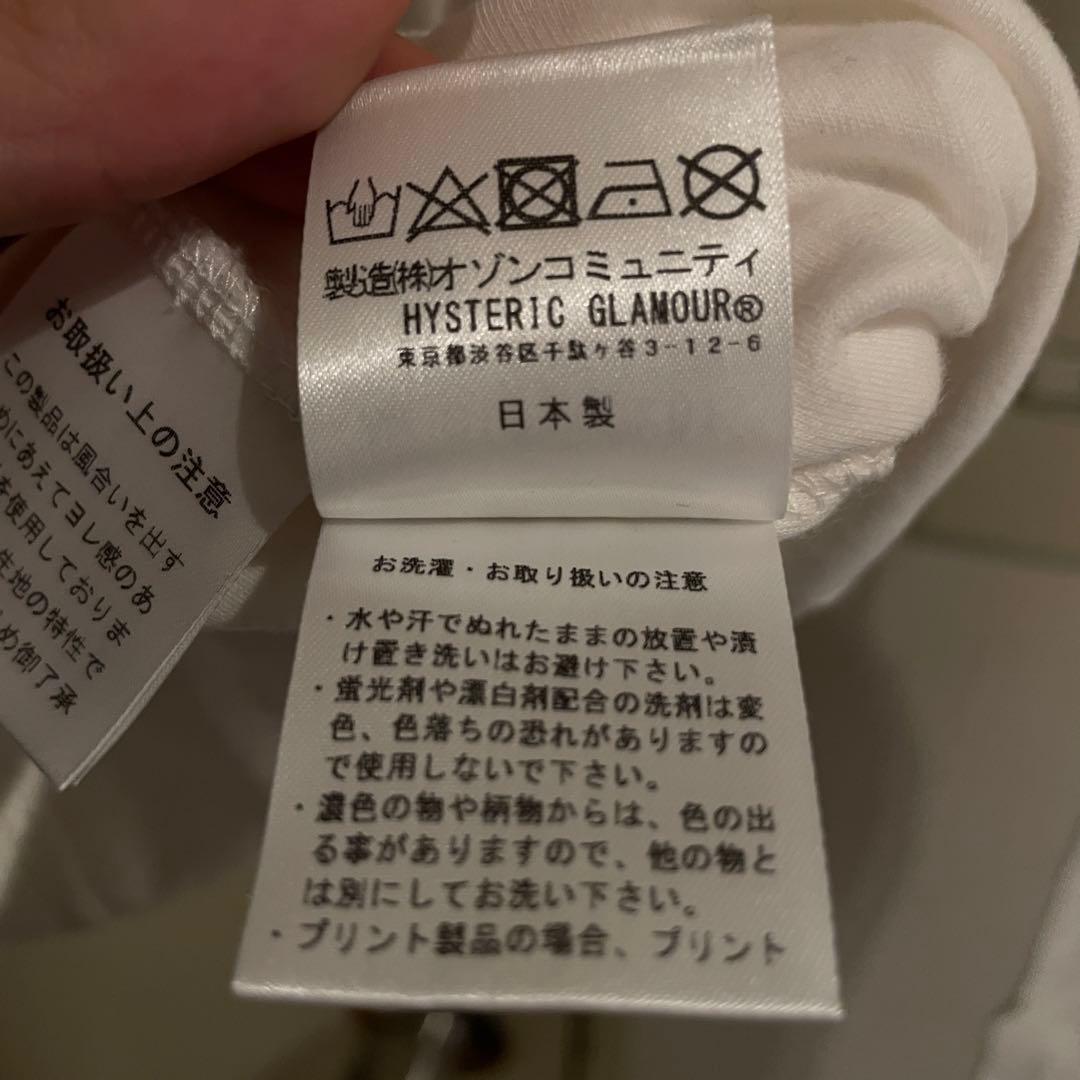 製造(株)オゾンコミュニティ
HYSTERIC GLAMOUR®
東京都渋谷区千駄ヶ谷3-12-6
日本製
お洗濯・お取り扱いの注意
・水や汗でぬれたままの放置や漬
け置き洗いはお避け下さい。
・蛍光剤や漂白剤配合の洗剤は変
色、色落ちの恐れがありますの
で使用しないで下さい。
・濃色の物や柄物からは、色の出
る事がありますので、他の物と
は別にしてお洗い下さい。
・プリント製品の場合、プリント
お取扱い上の注意
この製品は風合いを出す
めにあえてヨレ感のあ
を使用しておりま
生地の特性で
め御了承